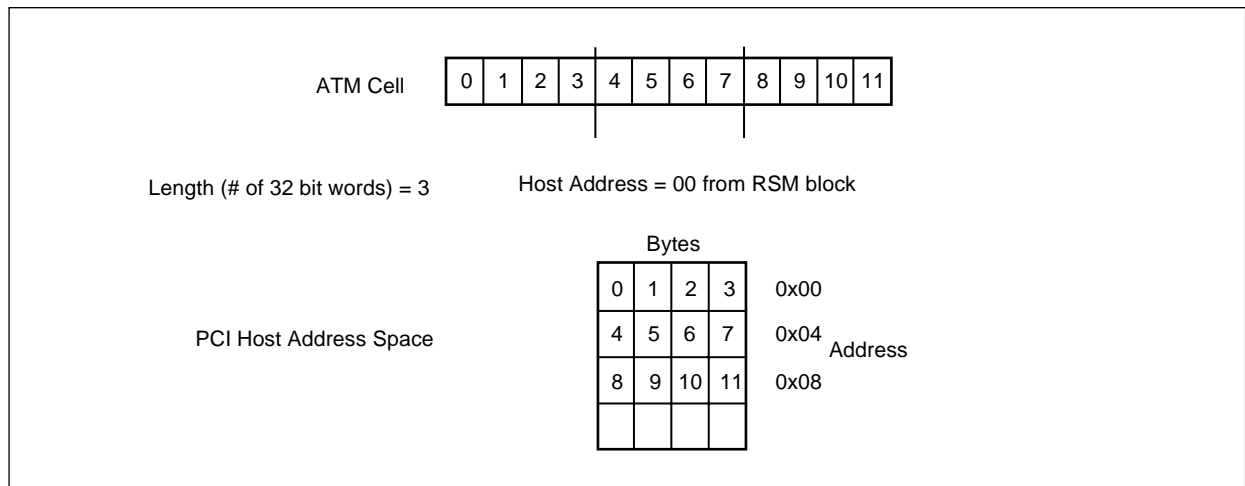 ATM Cell 0 1 2 3 4 5 6 7 8 9 10 11
Length (# of 32 bit words) = 3 Host Address = 00 from RSM block
Bytes
0 1 2 3 0x00
PCI Host Address Space 4 5 6 7 0x04 Address
8 9 10 11 0x08